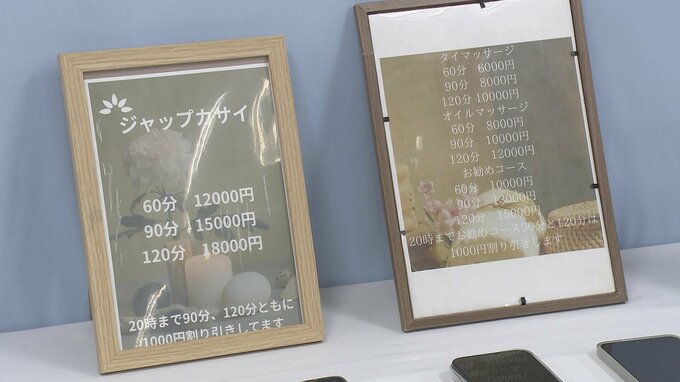 ジャップカサイ
60分 12000円
90分 15000円
120分 18000円
20時まで90分、120分ともに
1000円割り引きしてます
タイマッサージ
60分 6000円
90分 8000円
120分 10000円
オイルマッサージ
60分 8000円
90分 10000円
120分 12000円
お勧めコース
60分 10000円
90分 13000円
120分 15000円
20時までお勧めコース90分と120分は
1000円割り引きします